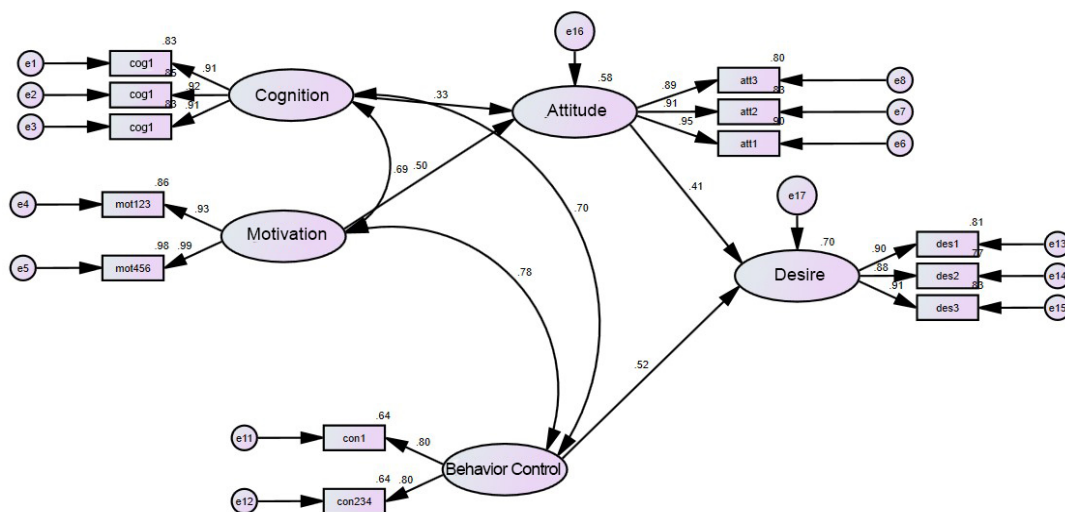 e16
.83
e1
cog1
.91
.85
e2
cog1
.92
.83
e3
cog1
.91
Cognition
.33
.58
Attitude
.89
.80
att3
e8
.91
.83
att2
e7
.95
.90
att1
e6
.69
.50
.86
e4
mot123
.93
.98
e5
mot456
.99
Motivation
.70
.41
e17
.78
.70
Desire
.81
.90
des1
e13
.77
.88
des2
e14
.83
.91
des3
e15
.52
.64
e11
con1
.80
Behavior Control
.64
e12
con234
.80